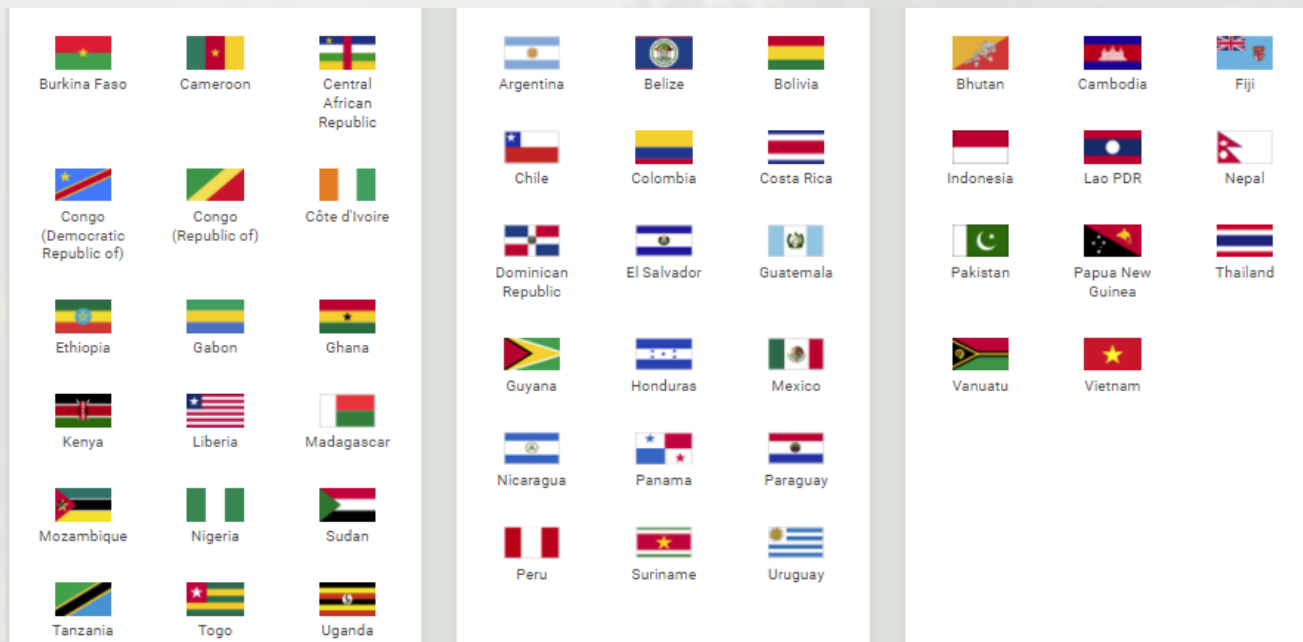 Burkina Faso
Cameroon
Central
African
Republic
Congo
(Democratic
Republic of)
Congo
(Republic of)
Côte d'Ivoire
Ethiopia
Gabon
Ghana
Kenya
Liberia
Madagascar
Mozambique
Nigeria
Sudan
Tanzania
Togo
Uganda
Argentina
Belize
Bolivia
Chile
Colombia
Costa Rica
Dominican
Republic
El Salvador
Guatemala
Guyana
Honduras
Mexico
Nicaragua
Panama
Paraguay
Peru
Suriname
Uruguay
Bhutan
Cambodia
Fiji
Indonesia
Lao PDR
Nepal
Pakistan
Papua New
Guinea
Thailand
Vanuatu
Vietnam